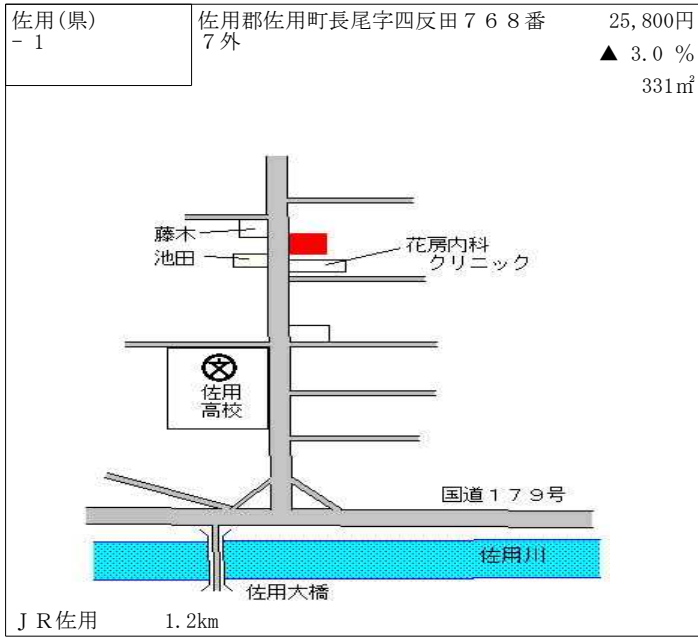 佐用(県)
－ 1
佐用郡佐用町長尾字四反田７６８番
７外
25,800円
▲ 3.0 %
331㎡
藤木
池田
花房内科
クリニック
佐用
高校
国道１７９号
佐用川
佐用大橋
ＪＲ佐用 1.2km